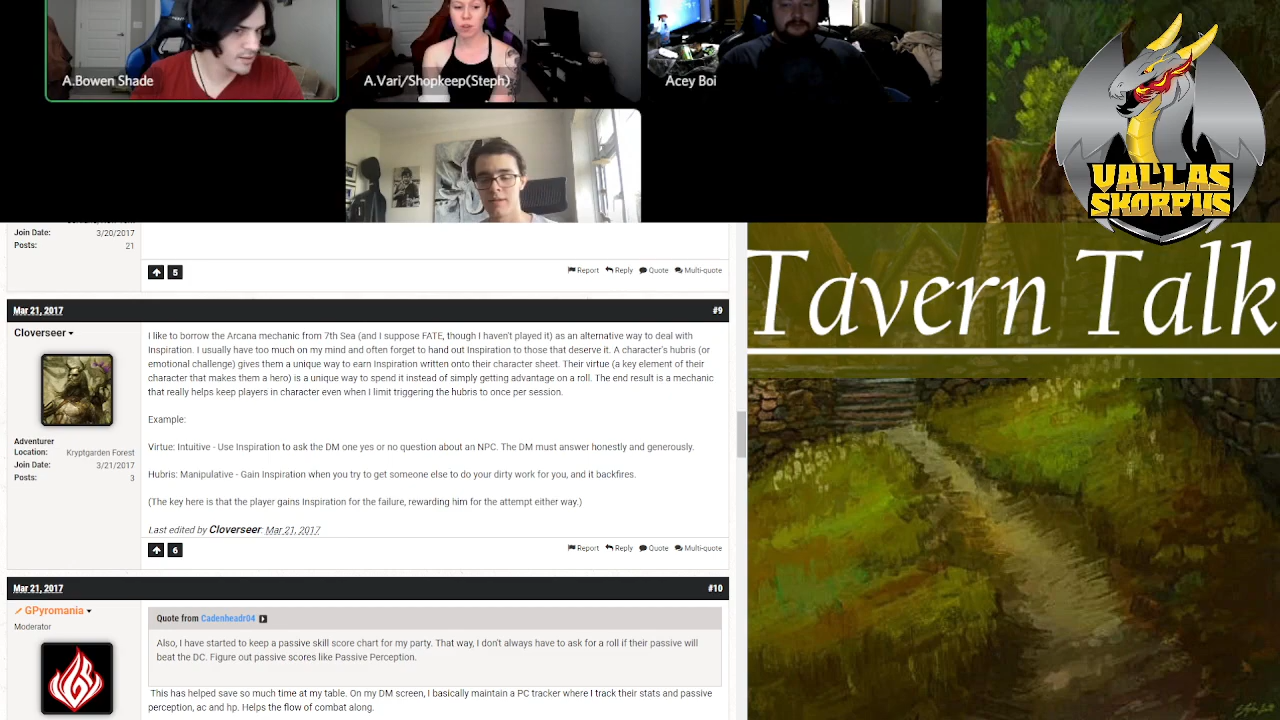 A.Bowen Shade
A.Vari/Shopkeep(Steph)
Acey Boi
VALLAS
SKORPUS
Tavern Talk
Join Date: 3/20/2017
Posts: 21
5
Report Reply Quote Multi-quote
Mar 21, 2017 #9
Cloverseer
I like to borrow the Arcana mechanic from 7th Sea (and I suppose FATE, though I haven't played it) as an alternative way to deal with
Inspiration. I usually have too much on my mind and often forget to hand out Inspiration to those that deserve it. A character's hubris (or
emotional challenge) gives them a unique way to earn Inspiration written onto their character sheet. Their virtue (a key element of their
character that makes them a hero) is a unique way to spend it instead of simply getting advantage on a roll. The end result is a mechanic
that really helps keep players in character even when I limit triggering the hubris to once per session.
Example:
Virtue: Intuitive - Use Inspiration to ask the DM one yes or no question about an NPC. The DM must answer honestly and generously.
Hubris: Manipulative - Gain Inspiration when you try to get someone else to do your dirty work for you, and it backfires.
(The key here is that the player gains Inspiration for the failure, rewarding him for the attempt either way.)
Last edited by Cloverseer: Mar 21, 2017
Adventurer
Location: Kryptgarden Forest
Join Date: 3/21/2017
Posts: 3
6
Report Reply Quote Multi-quote
Mar 21, 2017 #10
GPyromania
Moderator
Quote from Cadenheadr04
Also, I have started to keep a passive skill score chart for my party. That way, I don't always have to ask for a roll if their passive will
beat the DC. Figure out passive scores like Passive Perception.
This has helped save so much time at my table. On my DM screen, I basically maintain a PC tracker where I track their stats and passive
perception, ac and hp. Helps the flow of combat along.